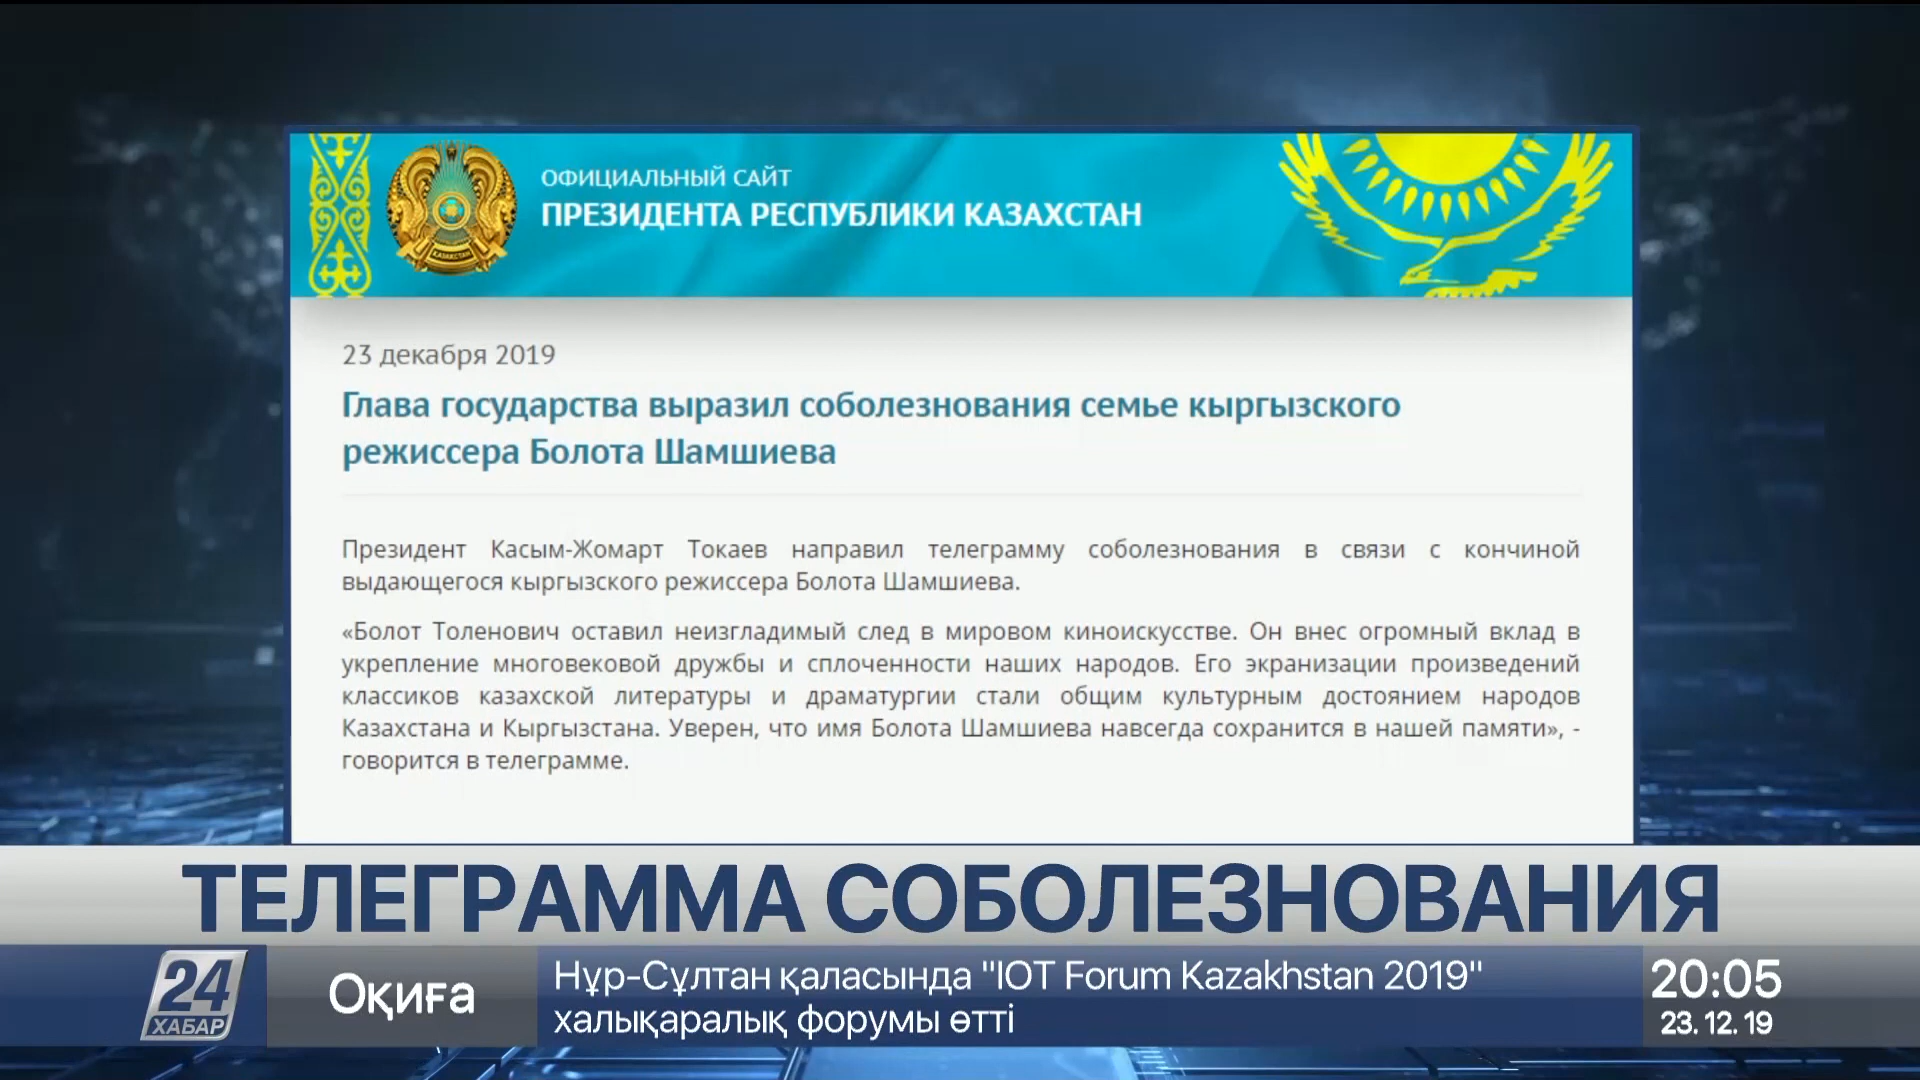 ОФИЦИАЛЬНЫЙ САЙТ
ПРЕЗИДЕНТА РЕСПУБЛИКИ КАЗАХСТАН
КАЗАКСТАН
23 декабря 2019
Глава государства выразил соболезнования семье кыргызского
режиссера Болота Шамшиева
Президент Касым-Жомарт Токаев направил телеграмму соболезнования в связи с кончиной
выдающегося кыргызского режиссера Болота Шамшиева.
«Болот Толенович оставил неизгладимый след в мировом киноискусстве. Он внес огромный вклад в
укрепление многовековой дружбы и сплоченности наших народов. Его экранизации произведений
классиков казахской литературы и драматургии стали общим культурным достоянием народов
Казахстана и Кыргызстана. Уверен, что имя Болота Шамшиева навсегда сохранится в нашей памяти», -
говорится в телеграмме.
ТЕЛЕГРАММА СОБОЛЕЗНОВАНИЯ
24
ХАБАР
Оқиға
Нұр-Сұлтан қаласында "IOT Forum Kazakhstan 2019"
халықаралық форумы өтті
20:05
23. 12. 19